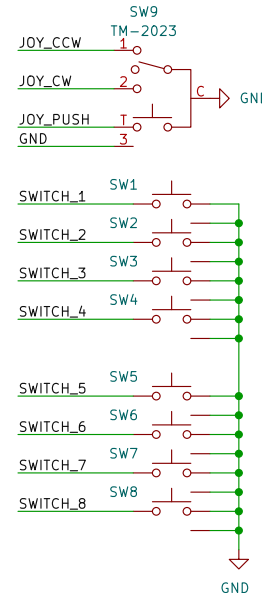 SW9
TM-2023
JOY_CCW 1
JOY_CW 2
C GND
JOY_PUSH T
GND 3
SW1
SWITCH_1
SW2
SWITCH_2
SW3
SWITCH_3
SW4
SWITCH_4
SW5
SWITCH_5
SW6
SWITCH_6
SW7
SWITCH_7
SW8
SWITCH_8
GND